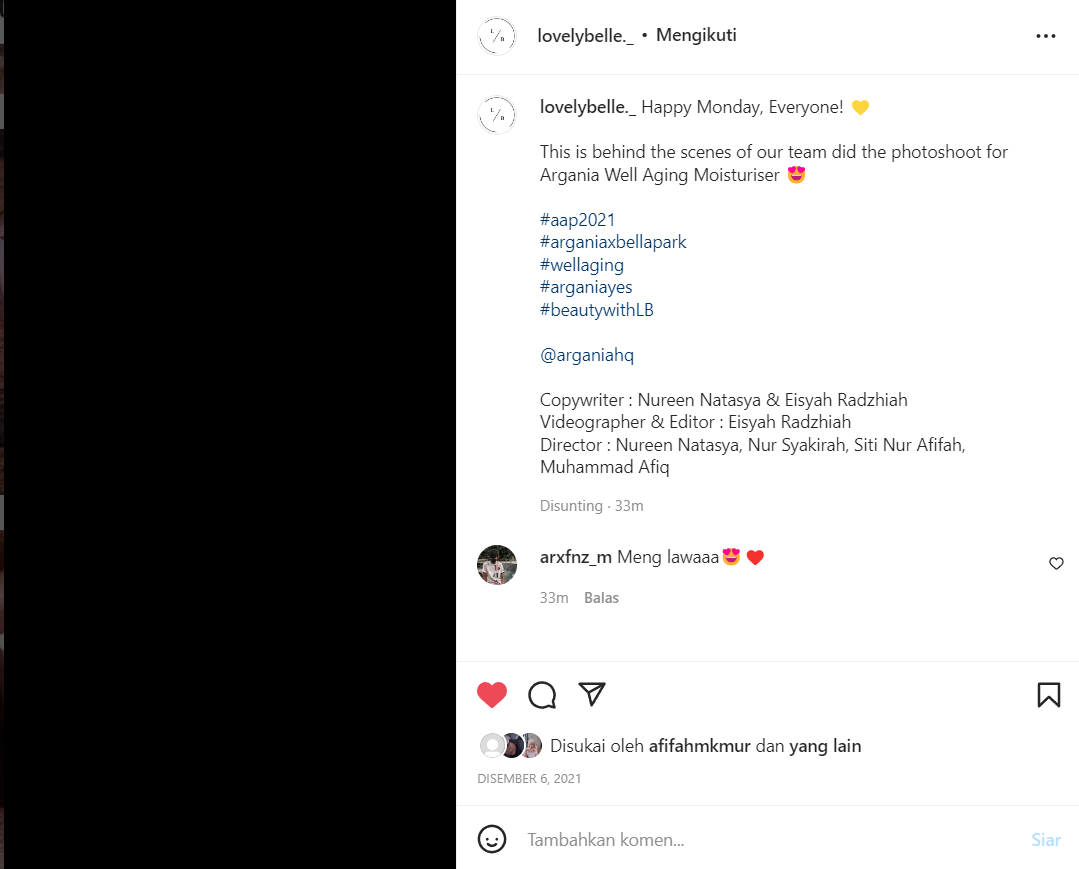 lovelybelle._ • Mengikuti
lovelybelle._ Happy Monday, Everyone! 💛
This is behind the scenes of our team did the photoshoot for
Argania Well Aging Moisturiser 😍
#aap2021
#arganiaxbellapark
#wellaging
#arganiayes
#beautywithLB
@arganiahq
Copywriter : Nureen Natasya & Eisyah Radzhiah
Videographer & Editor : Eisyah Radzhiah
Director : Nureen Natasya, Nur Syakirah, Siti Nur Afifah,
Muhammad Afiq
Disunting · 33m
arxfnz_m Meng lawaaa😍❤️
33m Balas
Disukai oleh afifahmkmur dan yang lain
DISEMBER 6, 2021
Tambahkan komen... Siar